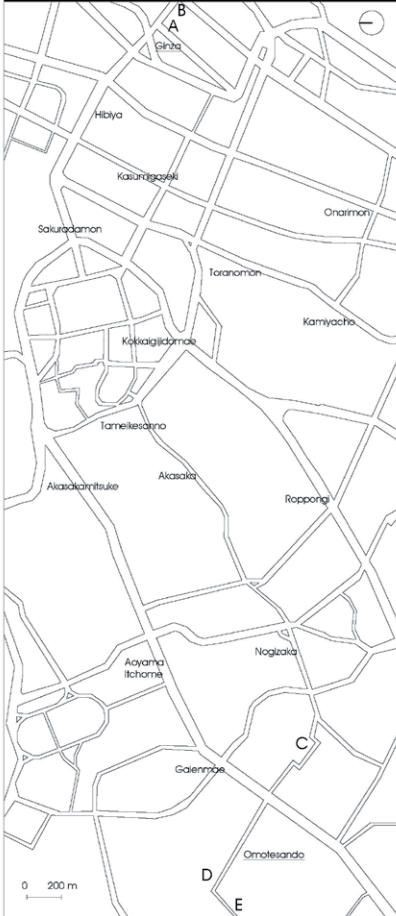 B
A
Ginza
Hibiya
Kasumigaseki
Onarimon
Sakuradamon
Toranomon
Kamiyacho
Kokkaigijidomae
Tameikesanno
Akasaka
Akasakamitsuke
Roppongi
Nogizaka
Aoyama
Itchome
C
Gaienmae
Omotesando
D
E
0 200 m